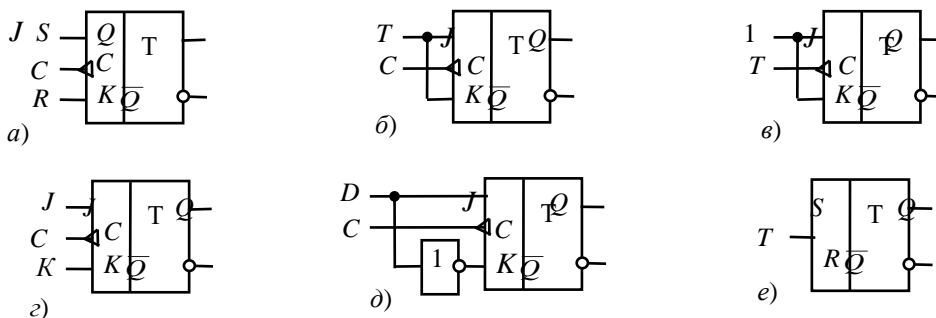 J S Q T
C C
R K Q̅
а)
T J T Q
C C
K Q̅
б)
1 J T Q
T C
K Q̅
в)
J J T Q
C C
К K Q̅
г)
D J T Q
C C
1 K Q̅
д)
S T Q
T
R Q̅
е)